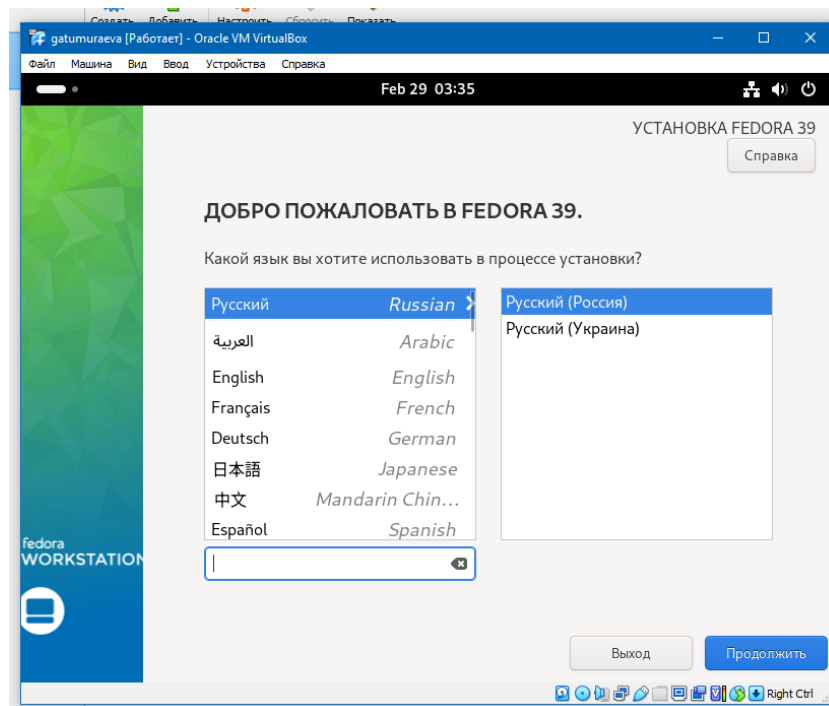 Создать Добавить Настроить Сбросить Показать
gatumuraeva [Работает] - Oracle VM VirtualBox
Файл Машина Вид Ввод Устройства Справка
Feb 29 03:35
УСТАНОВКА FEDORA 39
Справка
ДОБРО ПОЖАЛОВАТЬ В FEDORA 39.
Какой язык вы хотите использовать в процессе установки?
Русский Russian
العربية Arabic
English English
Français French
Deutsch German
日本語 Japanese
中文 Mandarin Chin...
Español Spanish
Русский (Россия)
Русский (Украина)
fedora
WORKSTATION
Выход Продолжить
Right Ctrl